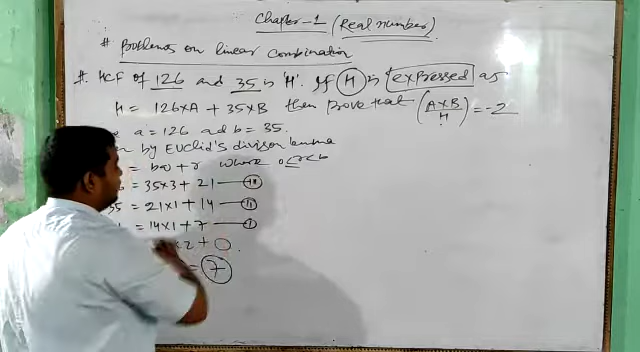 Chapter-1 (Real number).
# Problems on linear combination
#. HCF of 126 and 35 is 'H'. If (H) is expressed as
H = 126×A + 35×B then prove that (A×B/H) = -2
a = 126 and b = 35.
by Euclid's division lemma
= bq + r where 0≤r<b
= 35×3 + 21
35 = 21×1 + 14
= 14×1 + 7
×2 + 0.
= 7